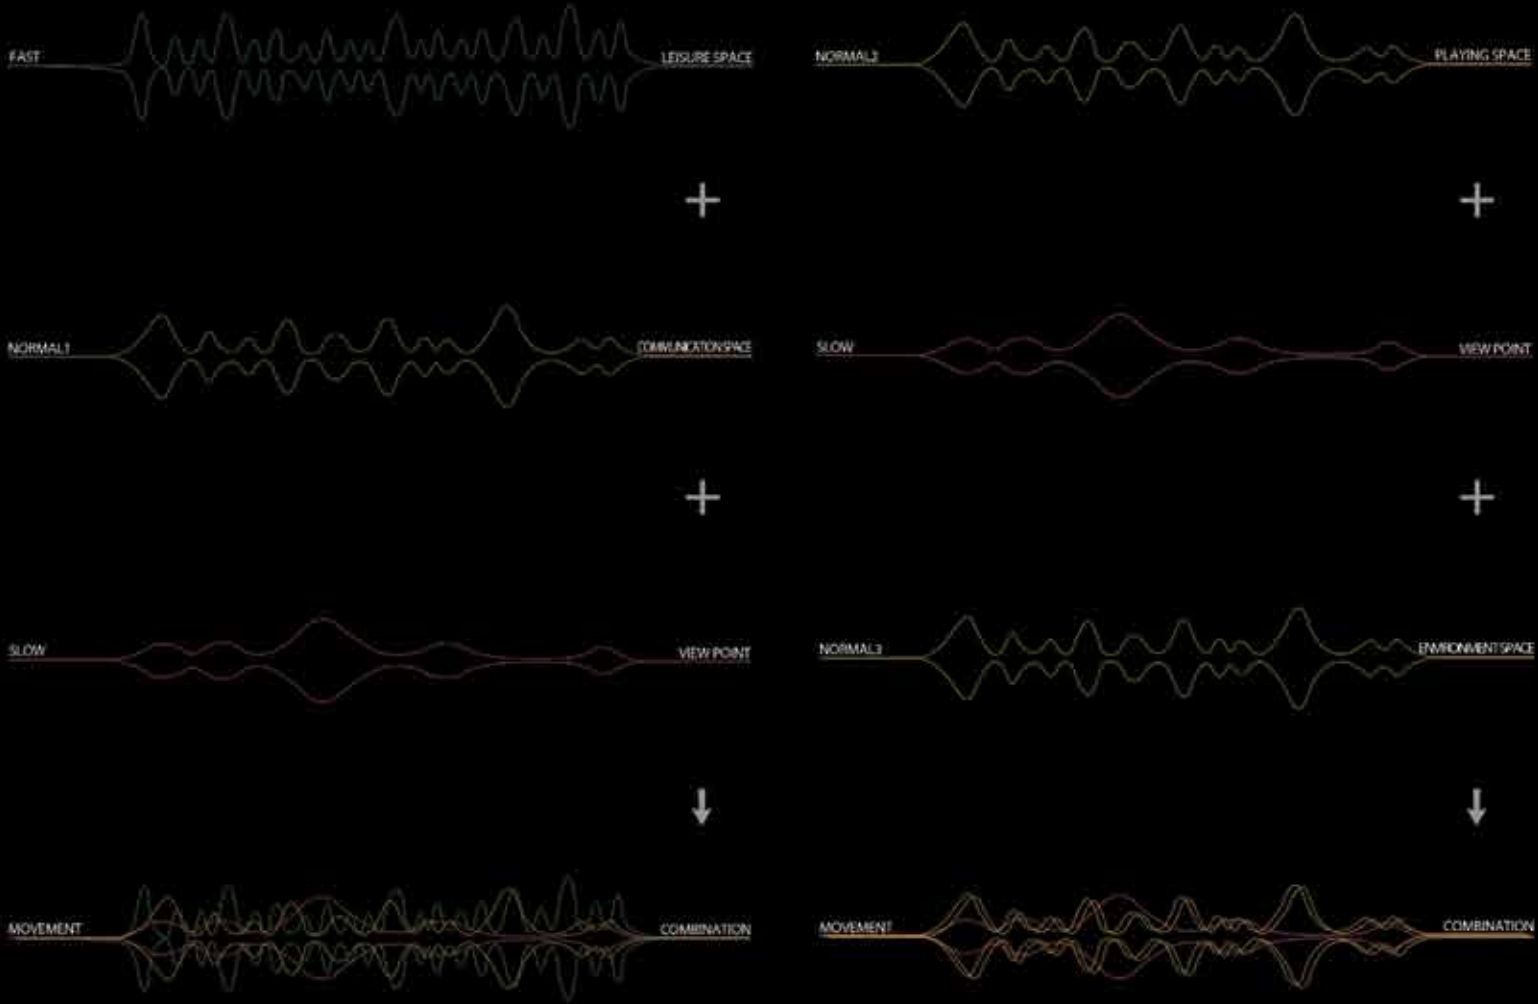 FAST LEISURE SPACE
NORMAL1 COMMUNICATION SPACE
SLOW VIEW POINT
MOVEMENT COMBINATION
NORMAL2 PLAYING SPACE
SLOW VIEW POINT
NORMAL3 ENVIRONMENT SPACE
MOVEMENT COMBINATION